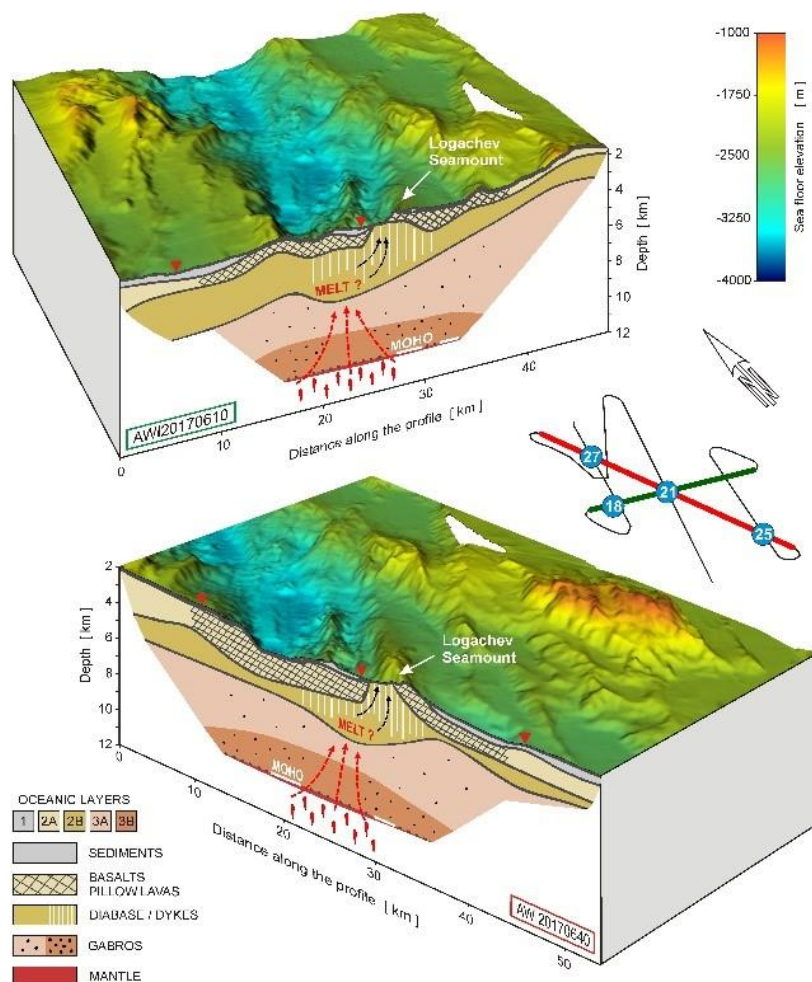 -1000
-1750
-2500
-3250
-4000
Sea floor elevation [ m ]
Logachev
Seamount
2
4
6
8
10
12
Depth [ km ]
MELT ?
MOHO
AWI20170610
0
10
20
30
40
Distance along the profile [ km ]
N
27
21
18
25
2
4
6
8
10
12
Depth [ km ]
Logachev
Seamount
MELT ?
MOHO
0
10
20
30
40
50
Distance along the profile [ km ]
AW 20170640
OCEANIC LAYERS
1 2A 2B 3A 3B
SEDIMENTS
BASALTS
PILLOW LAVAS
DIABASE / DYKES
GABROS
MANTLE